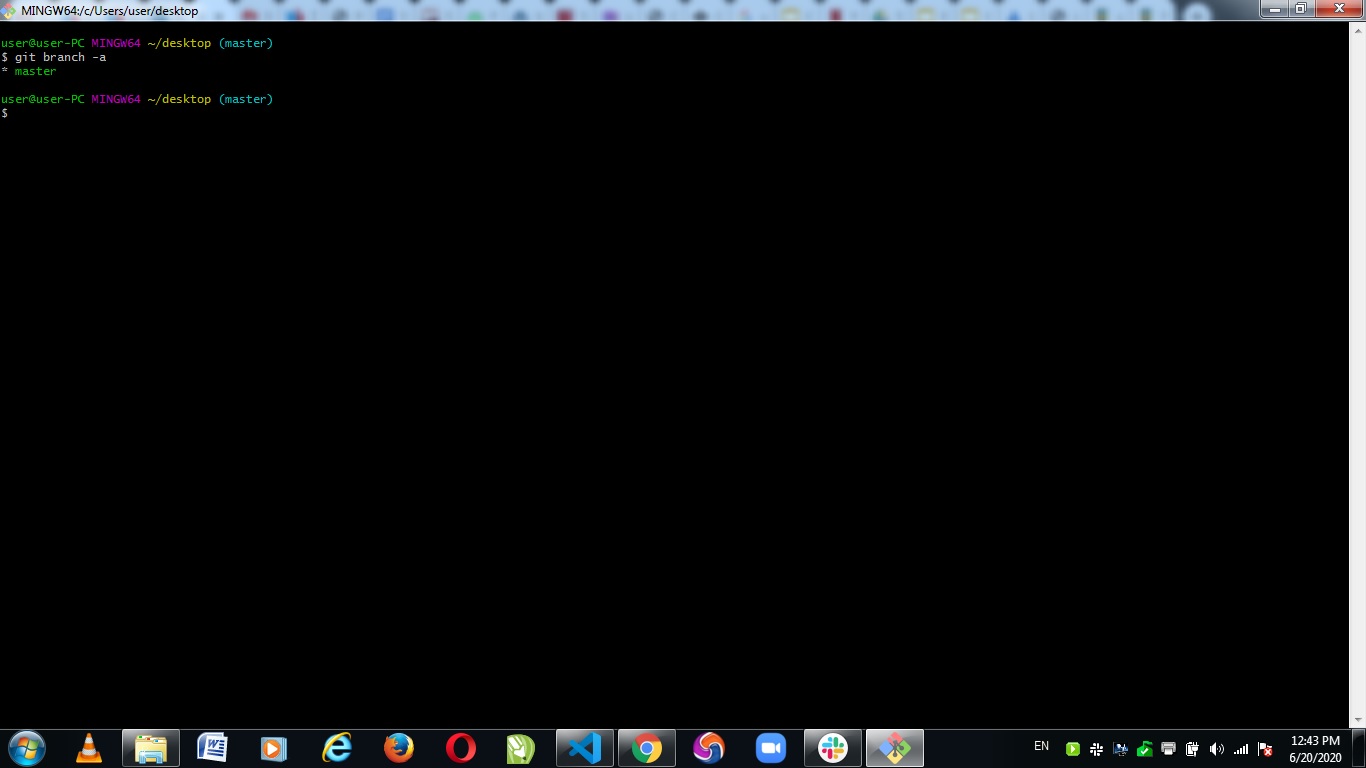 MINGW64:/c/Users/user/desktop
user@user-PC MINGW64 ~/desktop (master)
$ git branch -a
* master
user@user-PC MINGW64 ~/desktop (master)
$
EN
12:43 PM
6/20/2020